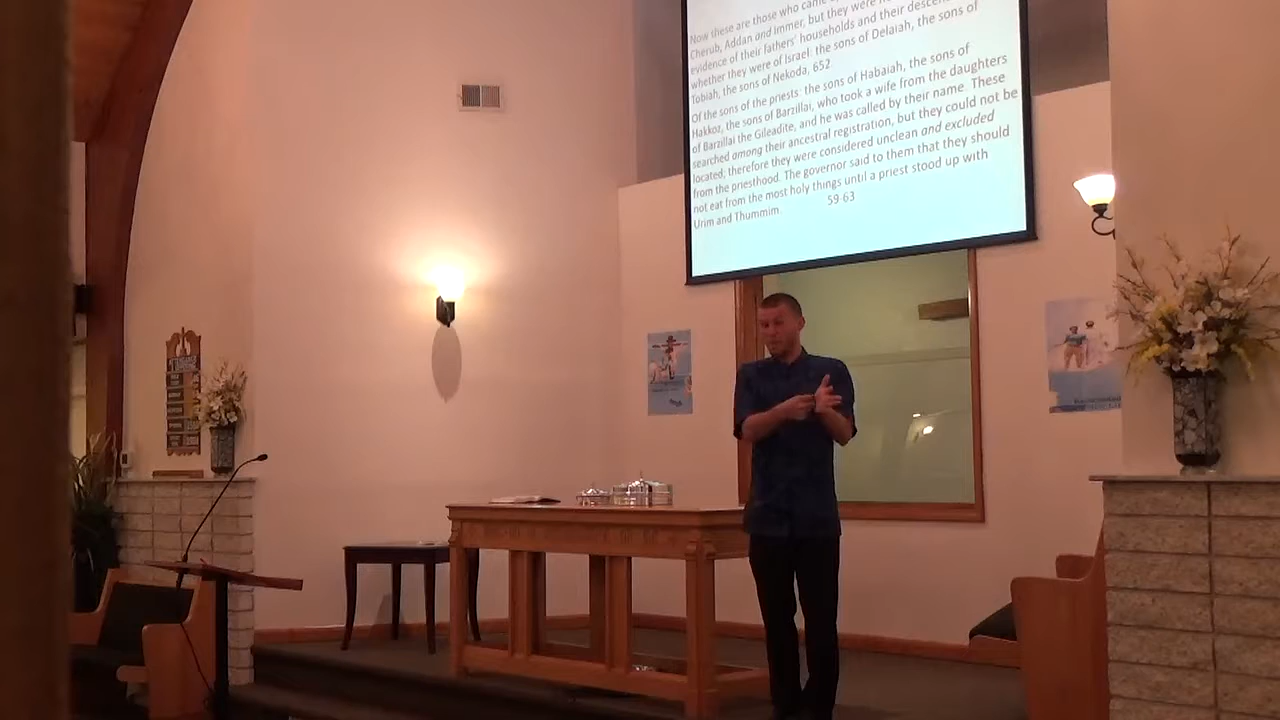 Now these are those who came
Cherub, Addan and Immer, but they were
evidence of their fathers' households and their
whether they were of Israel: the sons of Delaiah, the sons of
Tobiah, the sons of Nekoda, 652
Of the sons of the priests: the sons of Habaiah, the sons of
Hakkoz, the sons of Barzillai, who took a wife from the daughters
of Barzillai the Gileadite, and he was called by their name. These
searched among their ancestral registration, but they could not be
located; therefore they were considered unclean and excluded
from the priesthood. The governor said to them that they should
not eat from the most holy things until a priest stood up with
Urim and Thummim. 59-63